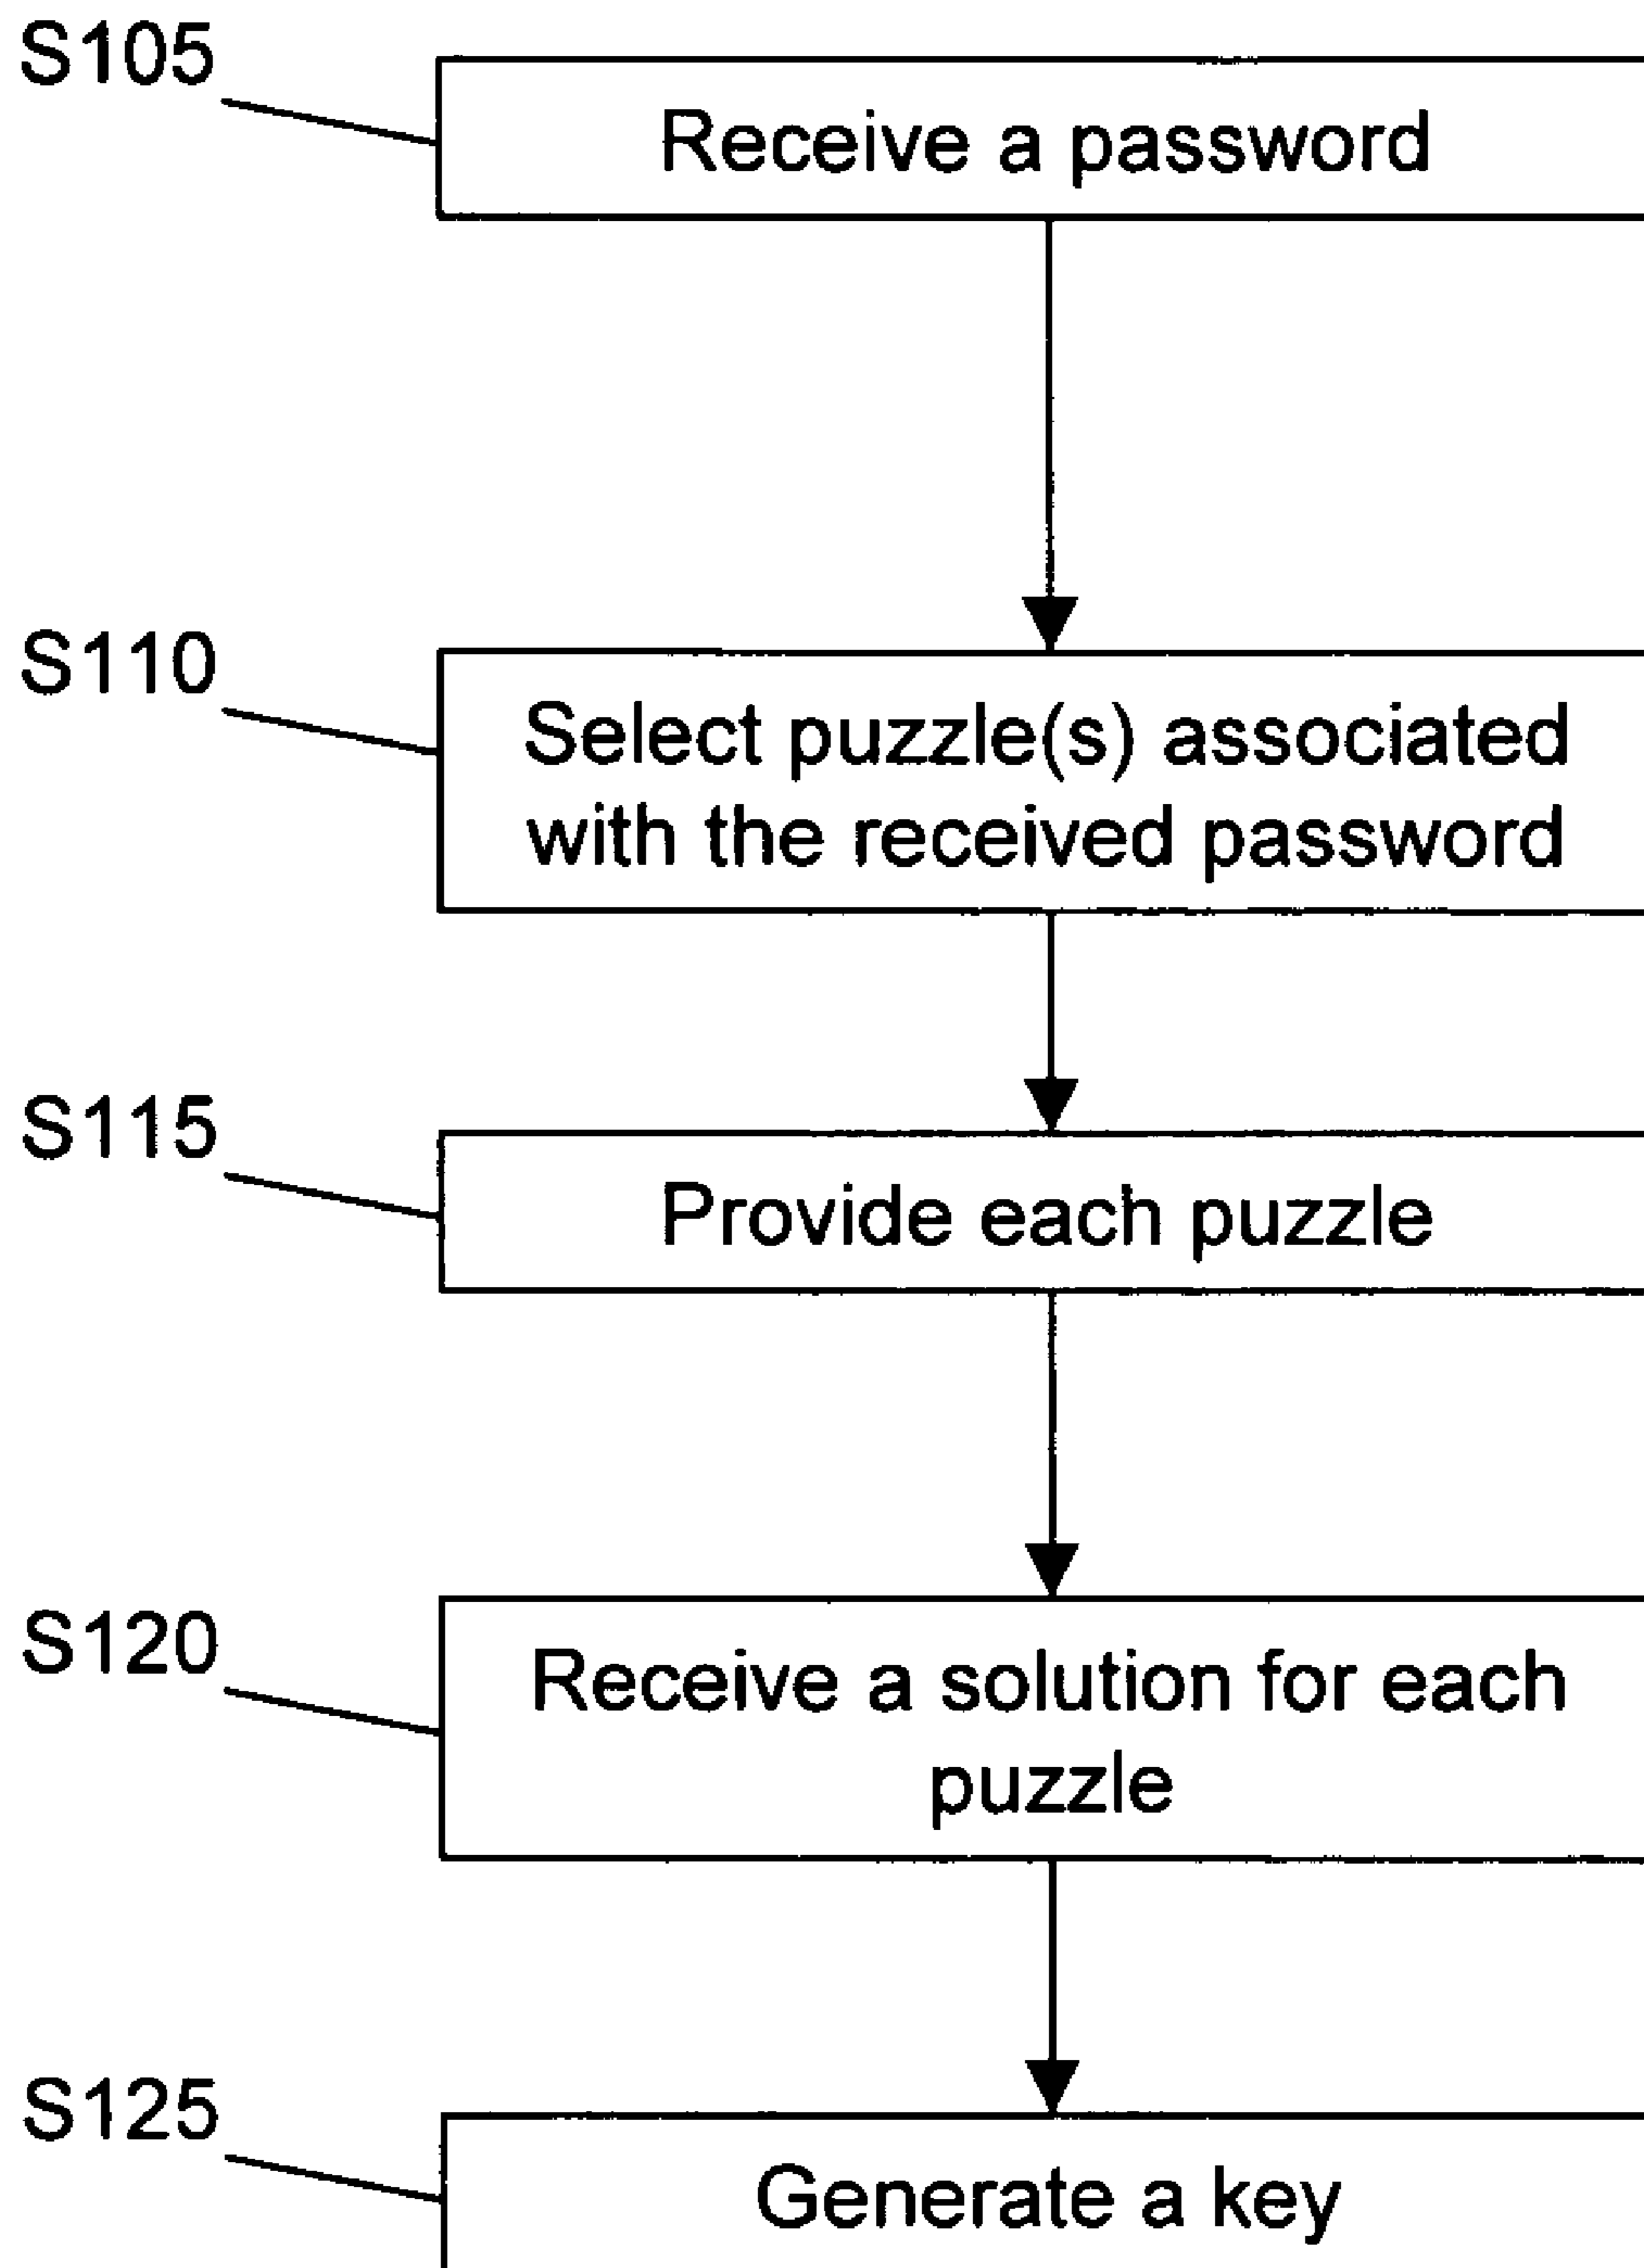 S105
Receive a password
S110
Select puzzle(s) associated
with the received password
S115
Provide each puzzle
S120
Receive a solution for each
puzzle
S125
Generate a key